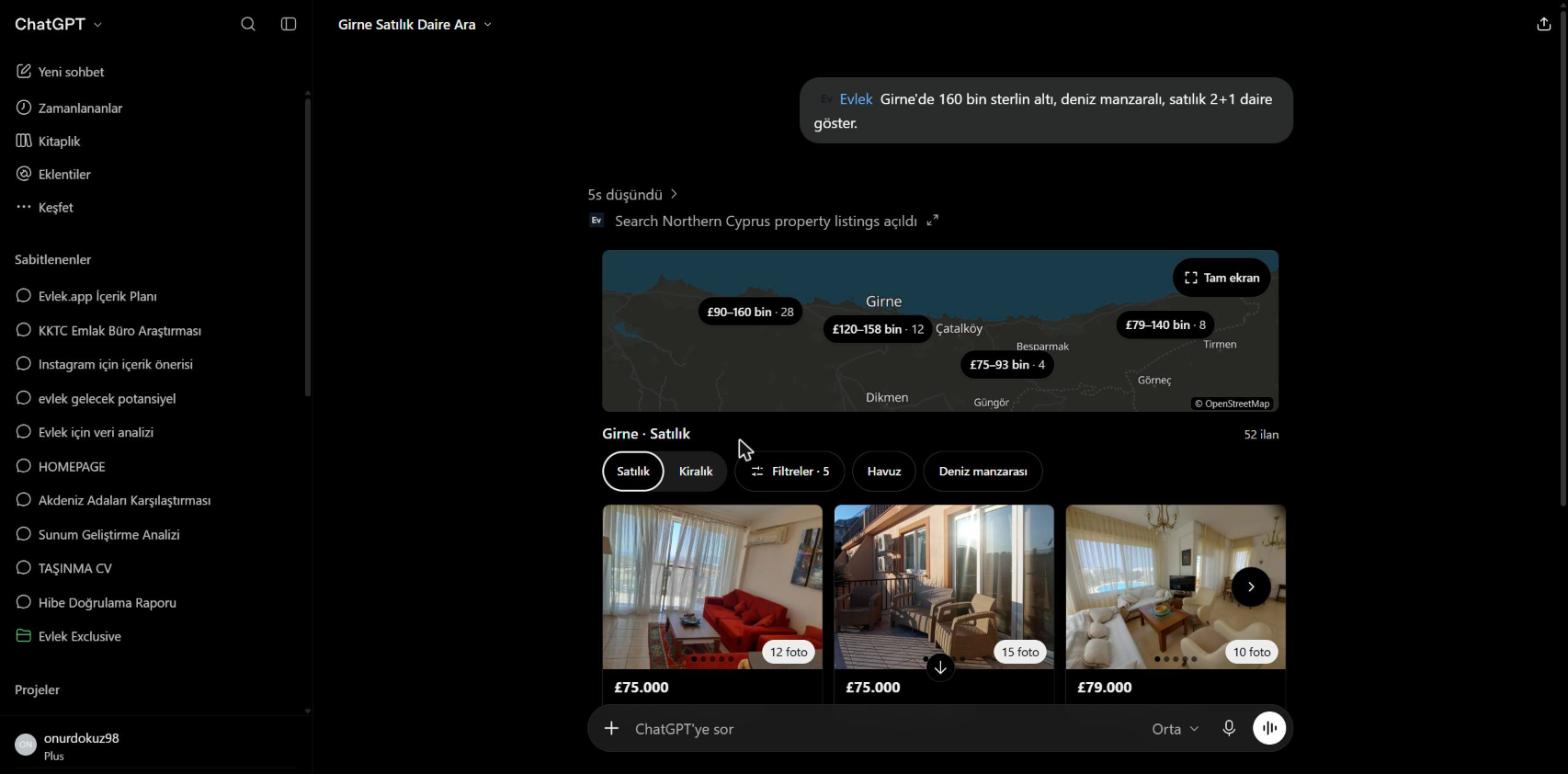 ChatGPT
Yeni sohbet
Zamanlananlar
Kitaplık
Eklentiler
Keşfet
Sabitlenenler
Evlek.app İçerik Planı
KKTC Emlak Büro Araştırması
Instagram için içerik önerisi
evlek gelecek potansiyel
Evlek için veri analizi
HOMEPAGE
Akdeniz Adaları Karşılaştırması
Sunum Geliştirme Analizi
TAŞINMA CV
Hibe Doğrulama Raporu
Evlek Exclusive
Projeler
ON
onurdokuz98
Plus
Girne Satılık Daire Ara
Ev Evlek Girne'de 160 bin sterlin altı, deniz manzaralı, satılık 2+1 daire
göster.
5s düşündü
Ev Search Northern Cyprus property listings açıldı
Tam ekran
Girne
£90–160 bin · 28
£120–158 bin · 12
Çatalköy
£79–140 bin · 8
Beşparmak
Tirmen
£75–93 bin · 4
Görneç
Dikmen
Güngör
© OpenStreetMap
Girne · Satılık
52 ilan
Satılık
Kiralık
Filtreler · 5
Havuz
Deniz manzarası
12 foto
15 foto
10 foto
£75.000
£75.000
£79.000
ChatGPT'ye sor
Orta